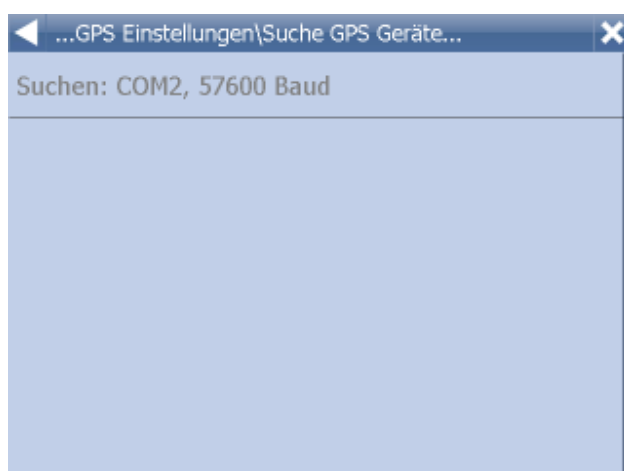 ...GPS Einstellungen\Suche GPS Geräte...
Suchen: COM2, 57600 Baud